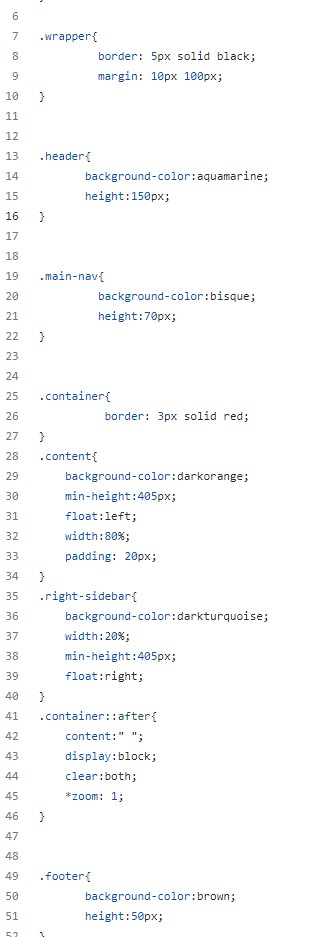 6
7 .wrapper{
8 border: 5px solid black;
9 margin: 10px 100px;
10 }
11
12
13 .header{
14 background-color:aquamarine;
15 height:150px;
16 }
17
18
19 .main-nav{
20 background-color:bisque;
21 height:70px;
22 }
23
24
25 .container{
26 border: 3px solid red;
27 }
28 .content{
29 background-color:darkorange;
30 min-height:405px;
31 float:left;
32 width:80%;
33 padding: 20px;
34 }
35 .right-sidebar{
36 background-color:darkturquoise;
37 width:20%;
38 min-height:405px;
39 float:right;
40 }
41 .container::after{
42 content:" ";
43 display:block;
44 clear:both;
45 *zoom: 1;
46 }
47
48
49 .footer{
50 background-color:brown;
51 height:50px;
52 }